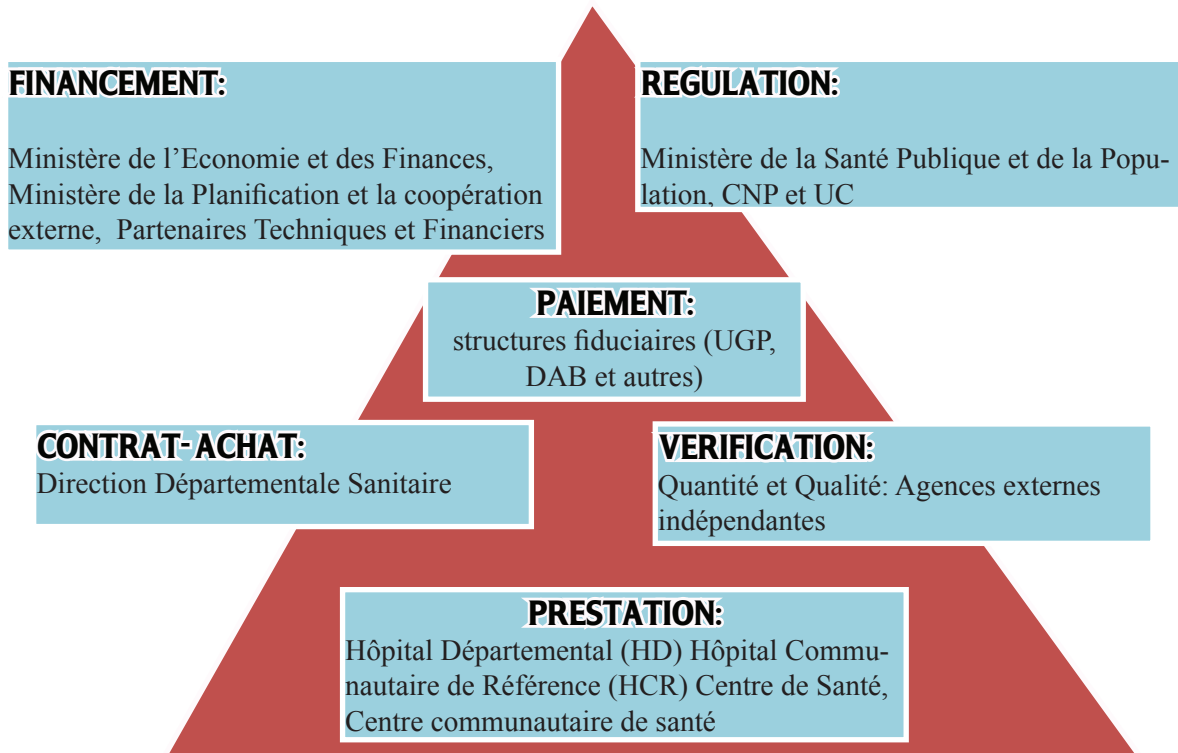 FINANCEMENT:
Ministère de l’Economie et des Finances,
Ministère de la Planification et la coopération
externe,  Partenaires Techniques et Financiers
REGULATION:
Ministère de la Santé Publique et de la Popu-
lation, CNP et UC
PAIEMENT:
structures fiduciaires (UGP,
DAB et autres)
CONTRAT- ACHAT:
Direction Départementale Sanitaire
VERIFICATION:
Quantité et Qualité: Agences externes
indépendantes
PRESTATION:
Hôpital Départemental (HD) Hôpital Commu-
nautaire de Référence (HCR) Centre de Santé,
Centre communautaire de santé